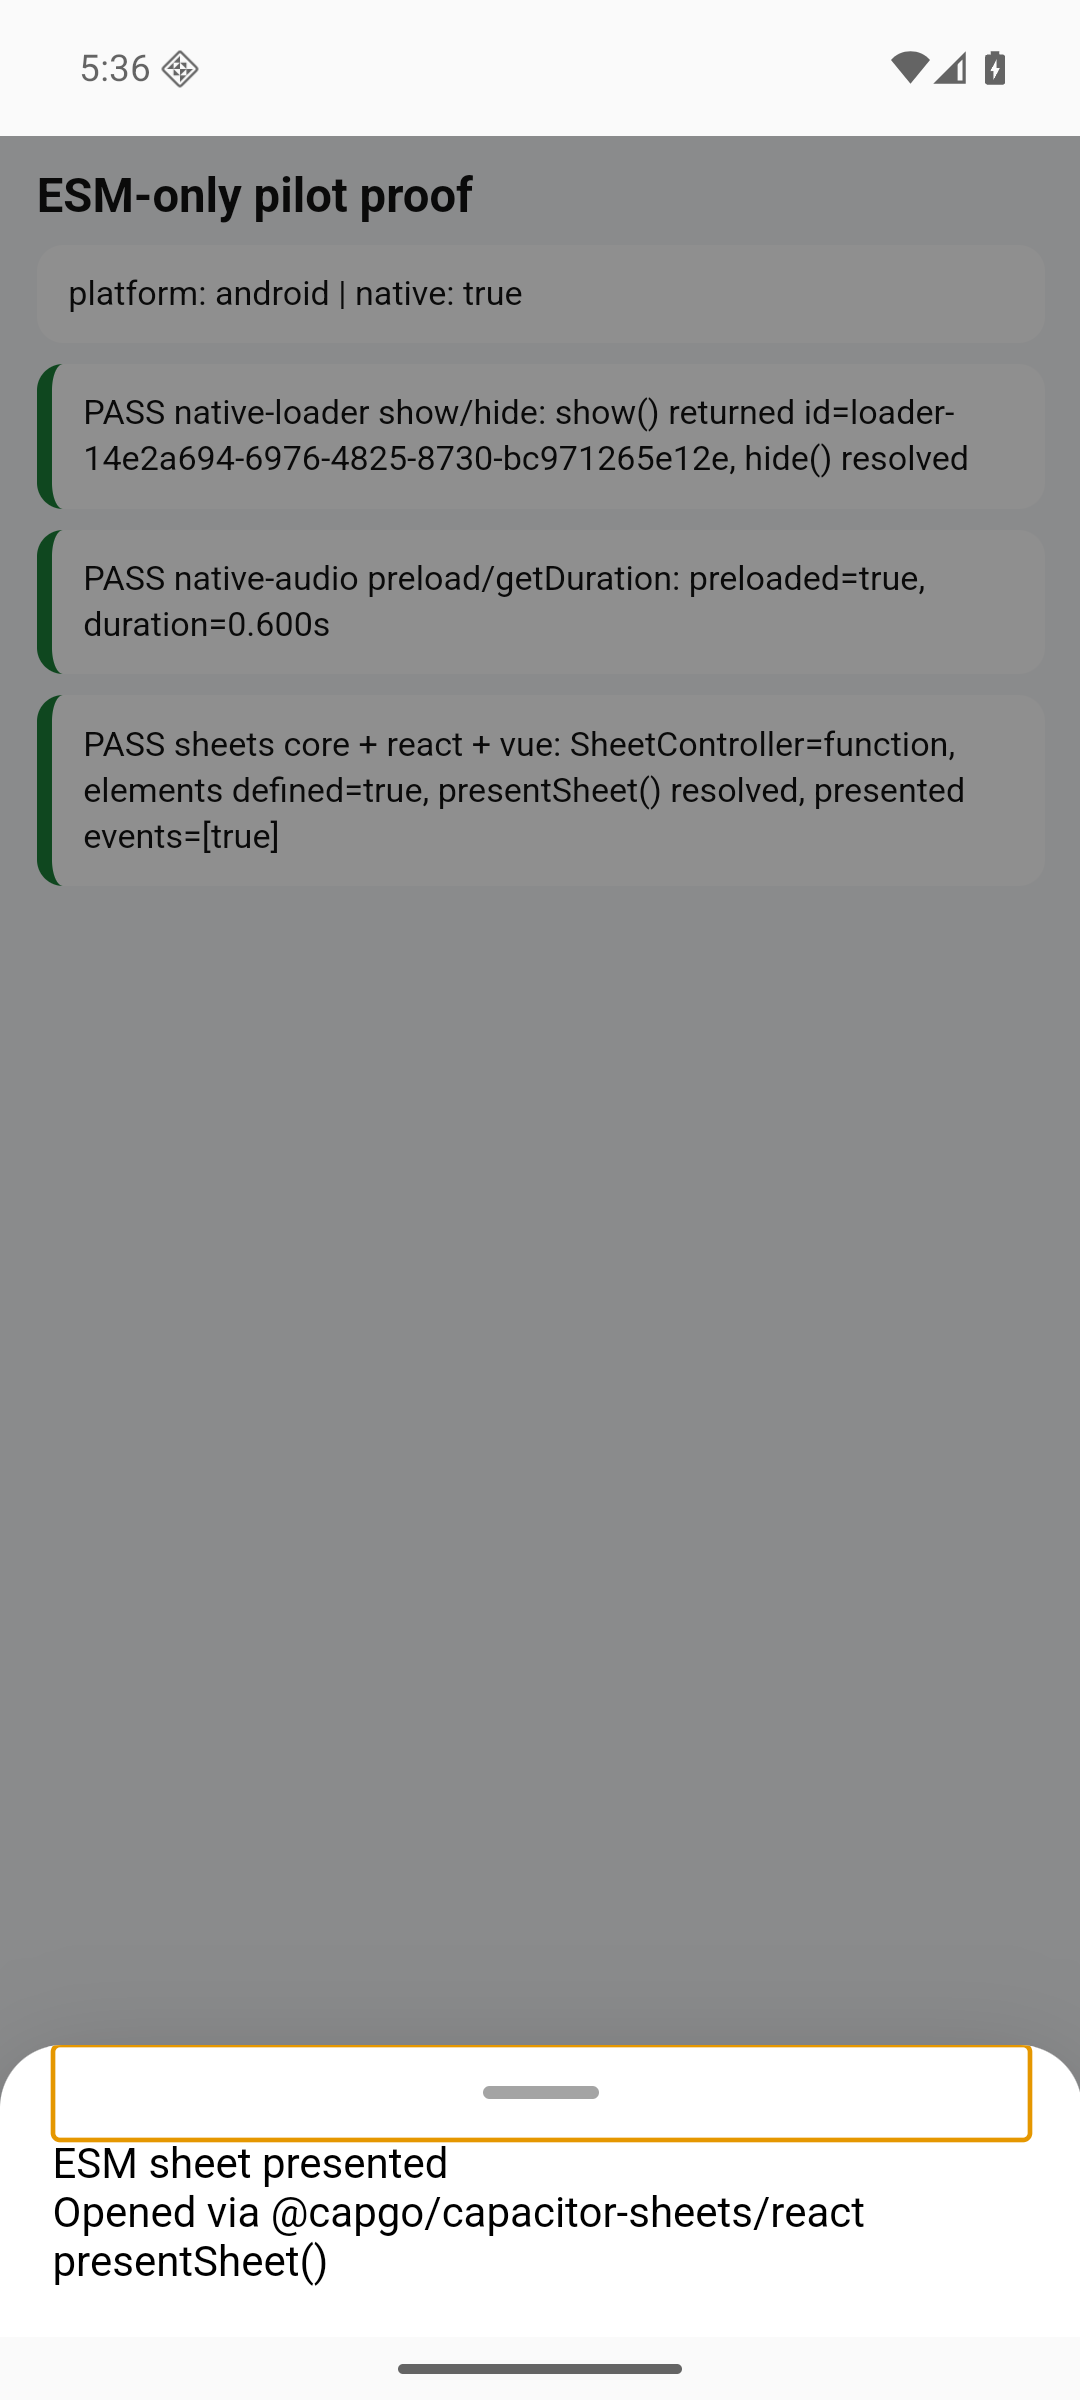 5:36
ESM-only pilot proof
platform: android | native: true
PASS native-loader show/hide: show() returned id=loader-
14e2a694-6976-4825-8730-bc971265e12e, hide() resolved
PASS native-audio preload/getDuration: preloaded=true,
duration=0.600s
PASS sheets core + react + vue: SheetController=function,
elements defined=true, presentSheet() resolved, presented
events=[true]
ESM sheet presented
Opened via @capgo/capacitor-sheets/react
presentSheet()